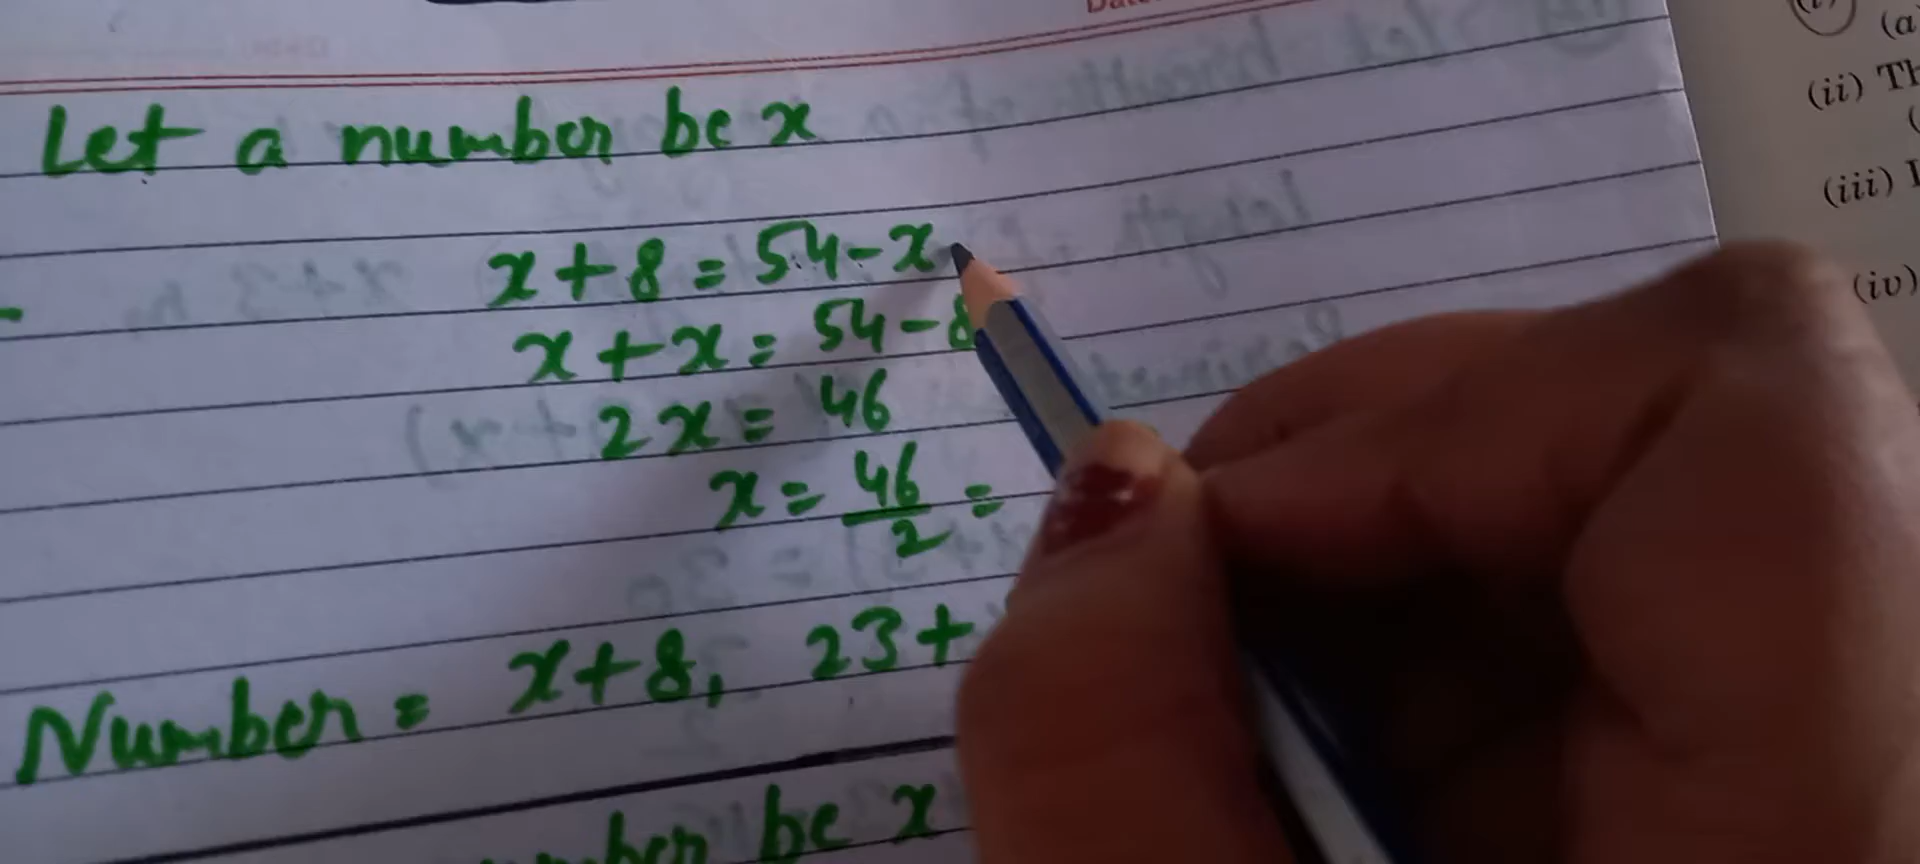 Let a number be x
x + 8 = 54 - x
x + x = 54 - 8
2x = 46
x = 46/2 =
Number = x + 8, 23 +
be x
(a
(ii) Th
(iii) I
(iv)